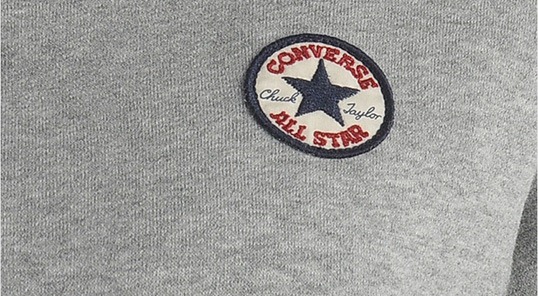 CONVERSE
Chuck Taylor
ALL STAR